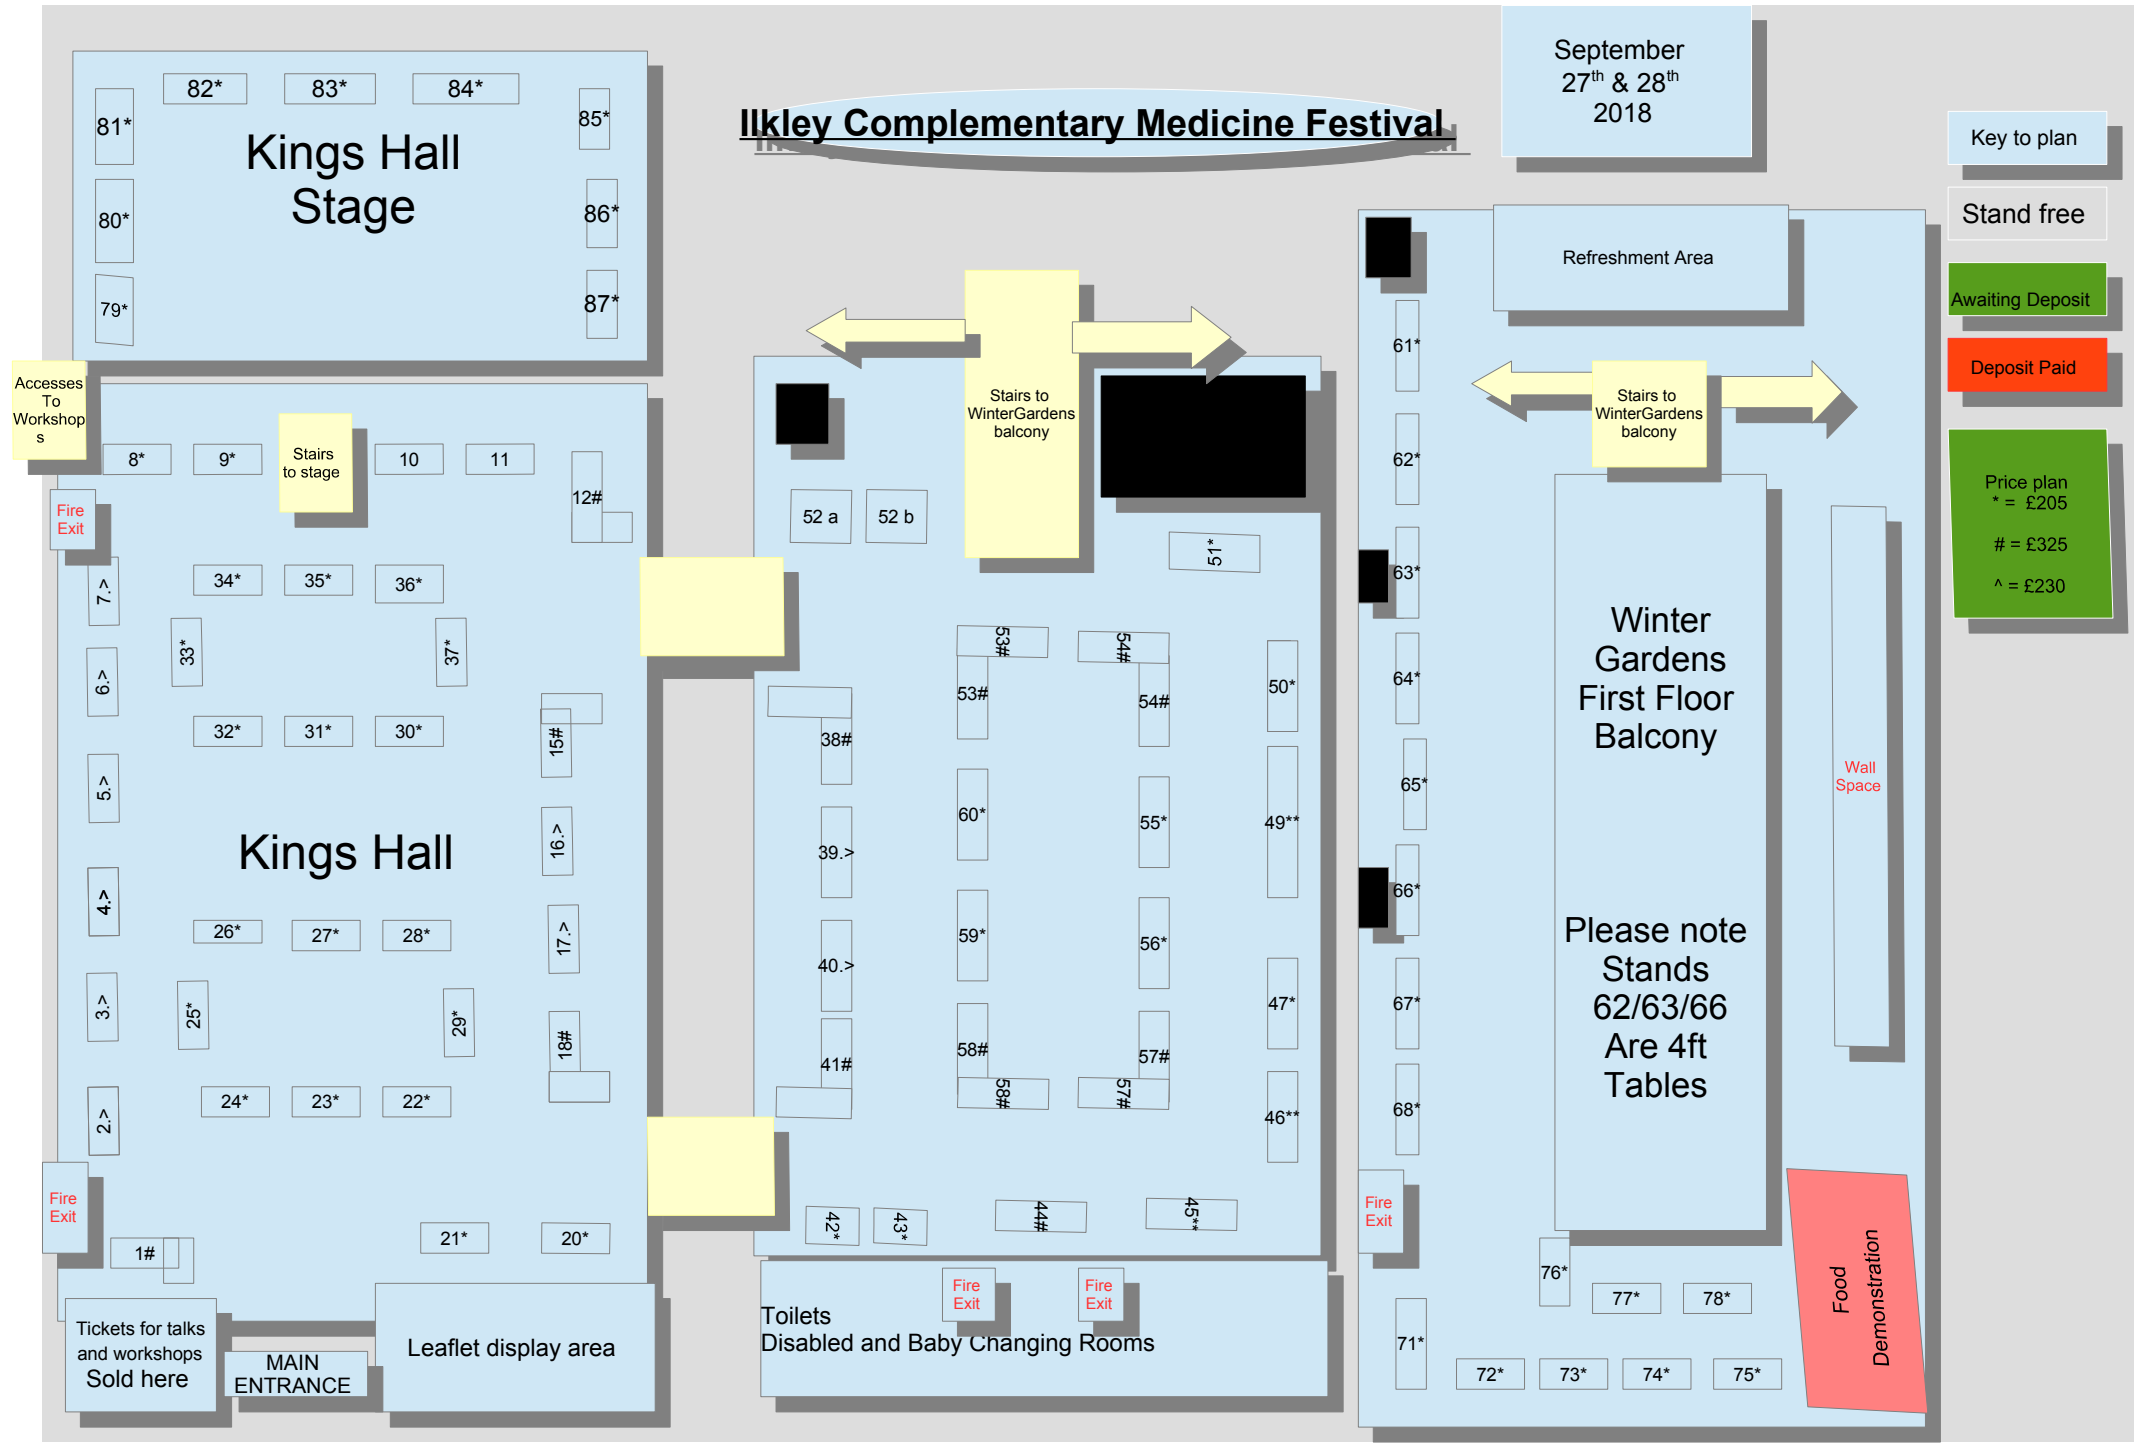 September
27th & 28th
2018
Ilkley Complementary Medicine Festival
Key to plan
Stand free
Awaiting Deposit
Deposit Paid
Price plan
* = £205
# = £325
^ = £230
82*
83*
84*
81*
85*
Kings Hall
Stage
80*
86*
79*
87*
Accesses
To
Workshop
s
8*
9*
Stairs
to stage
10
11
12#
Fire
Exit
7.>
34*
35*
36*
33*
37*
6.>
32*
31*
30*
15#
5.>
16.>
Kings Hall
4.>
26*
27*
28*
17.>
3.>
25*
29*
18#
24*
23*
22*
2.>
Fire
Exit
1#
21*
20*
Tickets for talks
and workshops
Sold here
MAIN
ENTRANCE
Leaflet display area
Stairs to
WinterGardens
balcony
52 a
52 b
51*
53#
54#
53#
54#
50*
38#
60*
55*
49**
39.>
59*
56*
40.>
47*
58#
57#
41#
58#
57#
46**
42*
43*
44#
45**
Fire
Exit
Fire
Exit
Toilets
Disabled and Baby Changing Rooms
Refreshment Area
61*
Stairs to
WinterGardens
balcony
62*
63*
64*
65*
66*
67*
68*
Winter
Gardens
First Floor
Balcony
Please note
Stands
62/63/66
Are 4ft
Tables
Wall
Space
Fire
Exit
76*
77*
78*
71*
72*
73*
74*
75*
Food
Demonstration